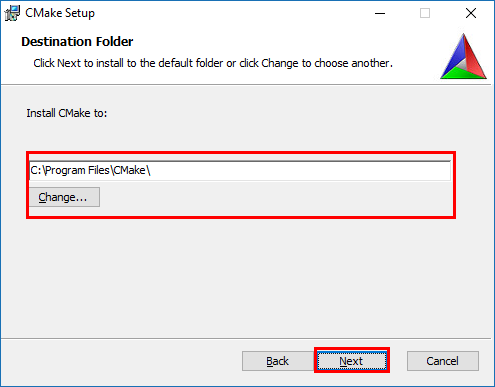 CMake Setup
Destination Folder
Click Next to install to the default folder or click Change to choose another.
Install CMake to:
C:\Program Files\CMake\
Change...
Back Next Cancel